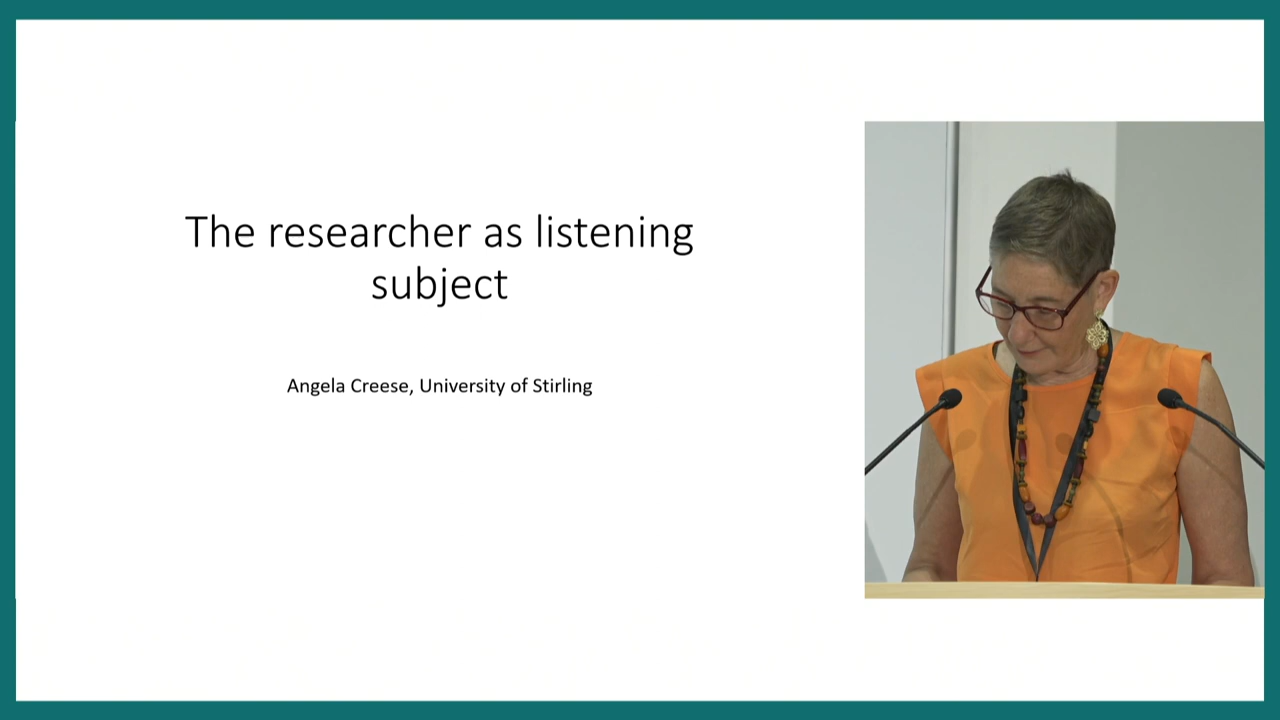 The researcher as listening
subject
Angela Creese, University of Stirling